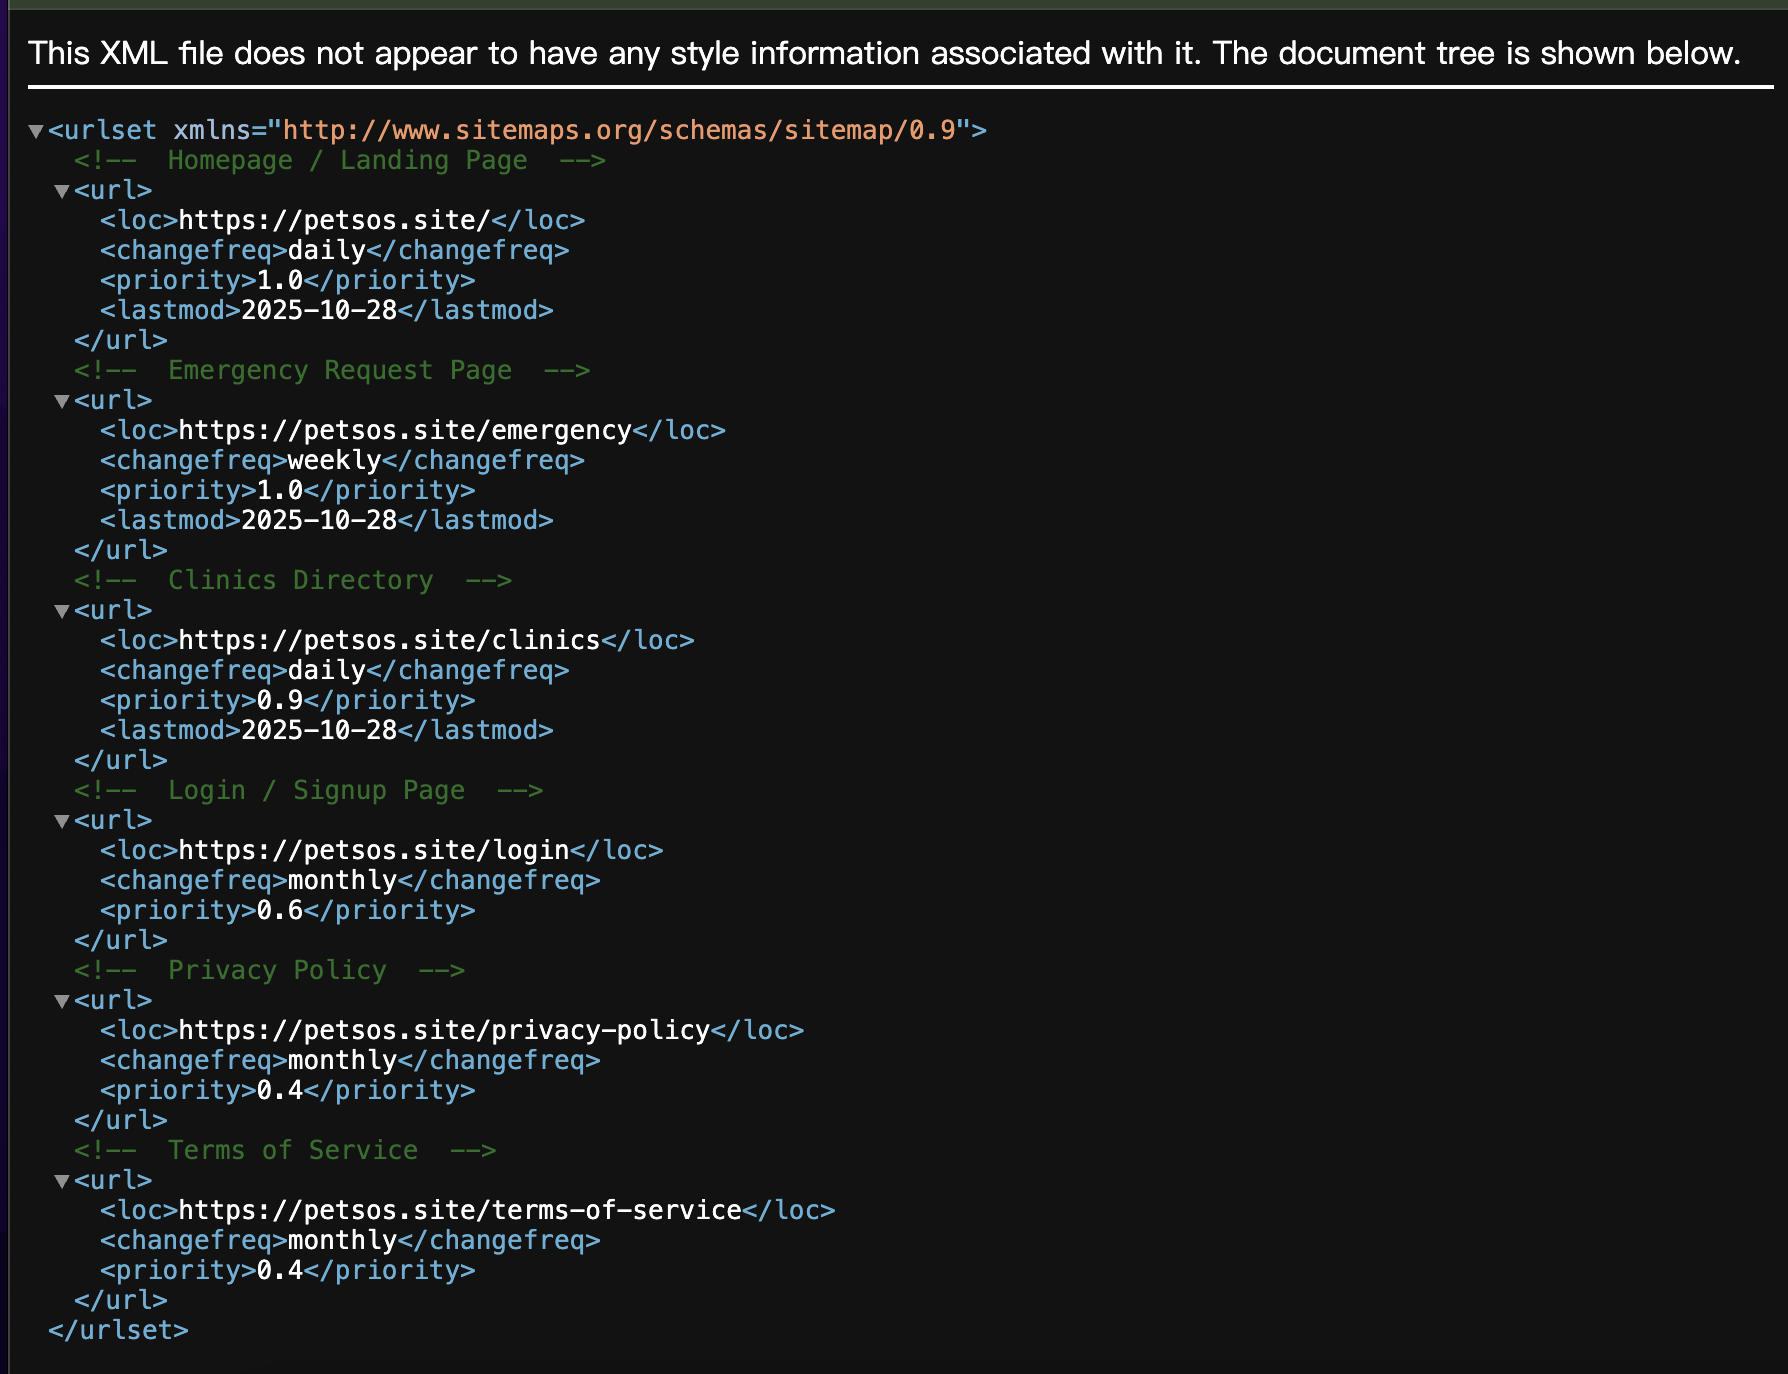 This XML file does not appear to have any style information associated with it. The document tree is shown below.
▼<urlset xmlns="http://www.sitemaps.org/schemas/sitemap/0.9">
<!--  Homepage / Landing Page  -->
▼<url>
<loc>https://petsos.site/</loc>
<changefreq>daily</changefreq>
<priority>1.0</priority>
<lastmod>2025-10-28</lastmod>
</url>
<!--  Emergency Request Page  -->
▼<url>
<loc>https://petsos.site/emergency</loc>
<changefreq>weekly</changefreq>
<priority>1.0</priority>
<lastmod>2025-10-28</lastmod>
</url>
<!--  Clinics Directory  -->
▼<url>
<loc>https://petsos.site/clinics</loc>
<changefreq>daily</changefreq>
<priority>0.9</priority>
<lastmod>2025-10-28</lastmod>
</url>
<!--  Login / Signup Page  -->
▼<url>
<loc>https://petsos.site/login</loc>
<changefreq>monthly</changefreq>
<priority>0.6</priority>
</url>
<!--  Privacy Policy  -->
▼<url>
<loc>https://petsos.site/privacy-policy</loc>
<changefreq>monthly</changefreq>
<priority>0.4</priority>
</url>
<!--  Terms of Service  -->
▼<url>
<loc>https://petsos.site/terms-of-service</loc>
<changefreq>monthly</changefreq>
<priority>0.4</priority>
</url>
</urlset>